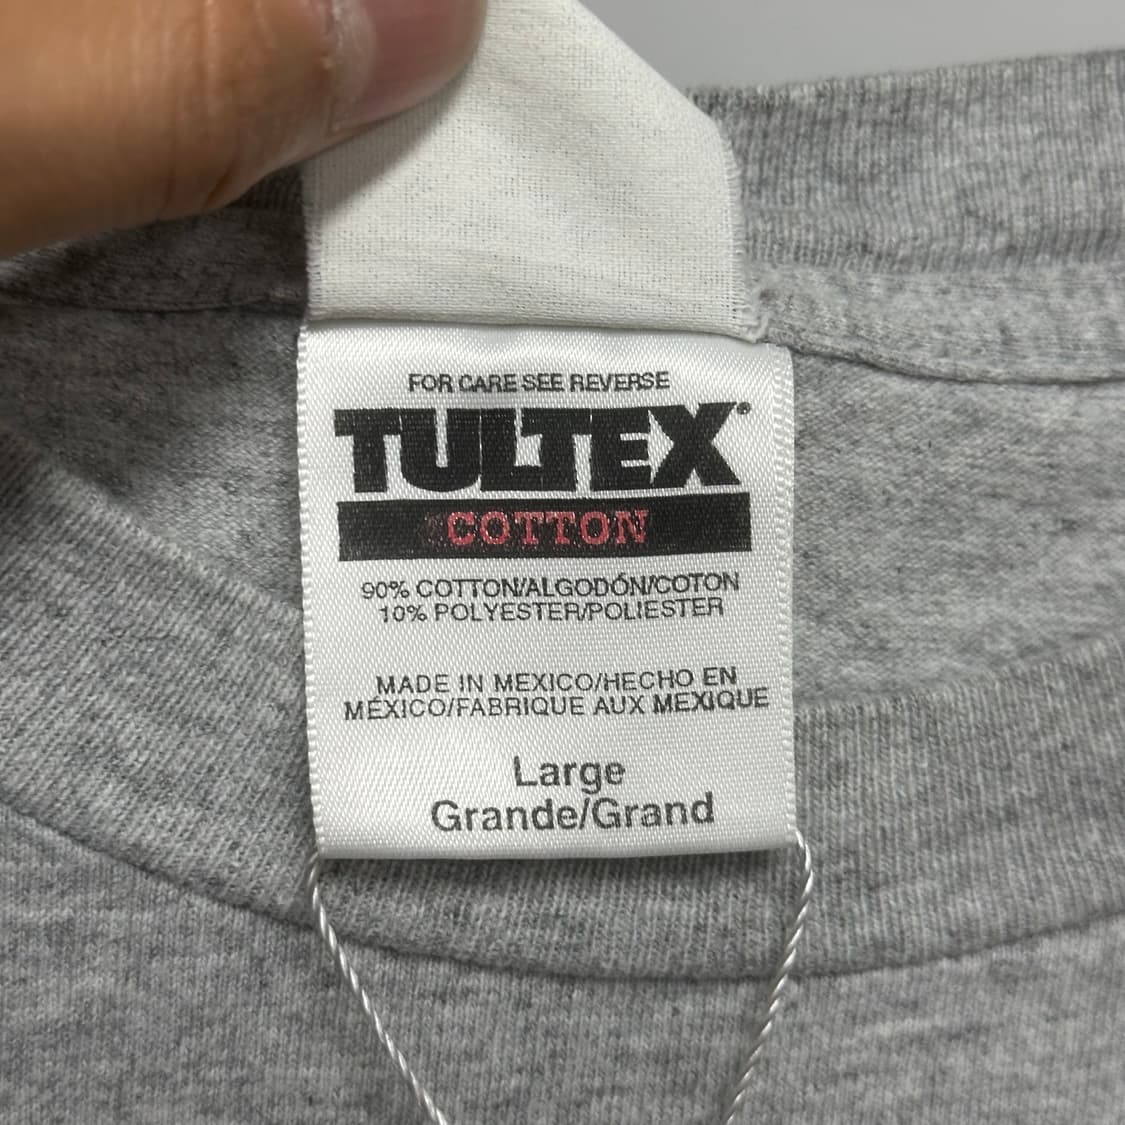 FOR CARE SEE REVERSE
TULTEX®
COTTON
90% COTTON/ALGODÓN/COTON
10% POLYESTER/POLIESTER
MADE IN MEXICO/HECHO EN
MÉXICO/FABRIQUE AUX MEXIQUE
Large
Grande/Grand